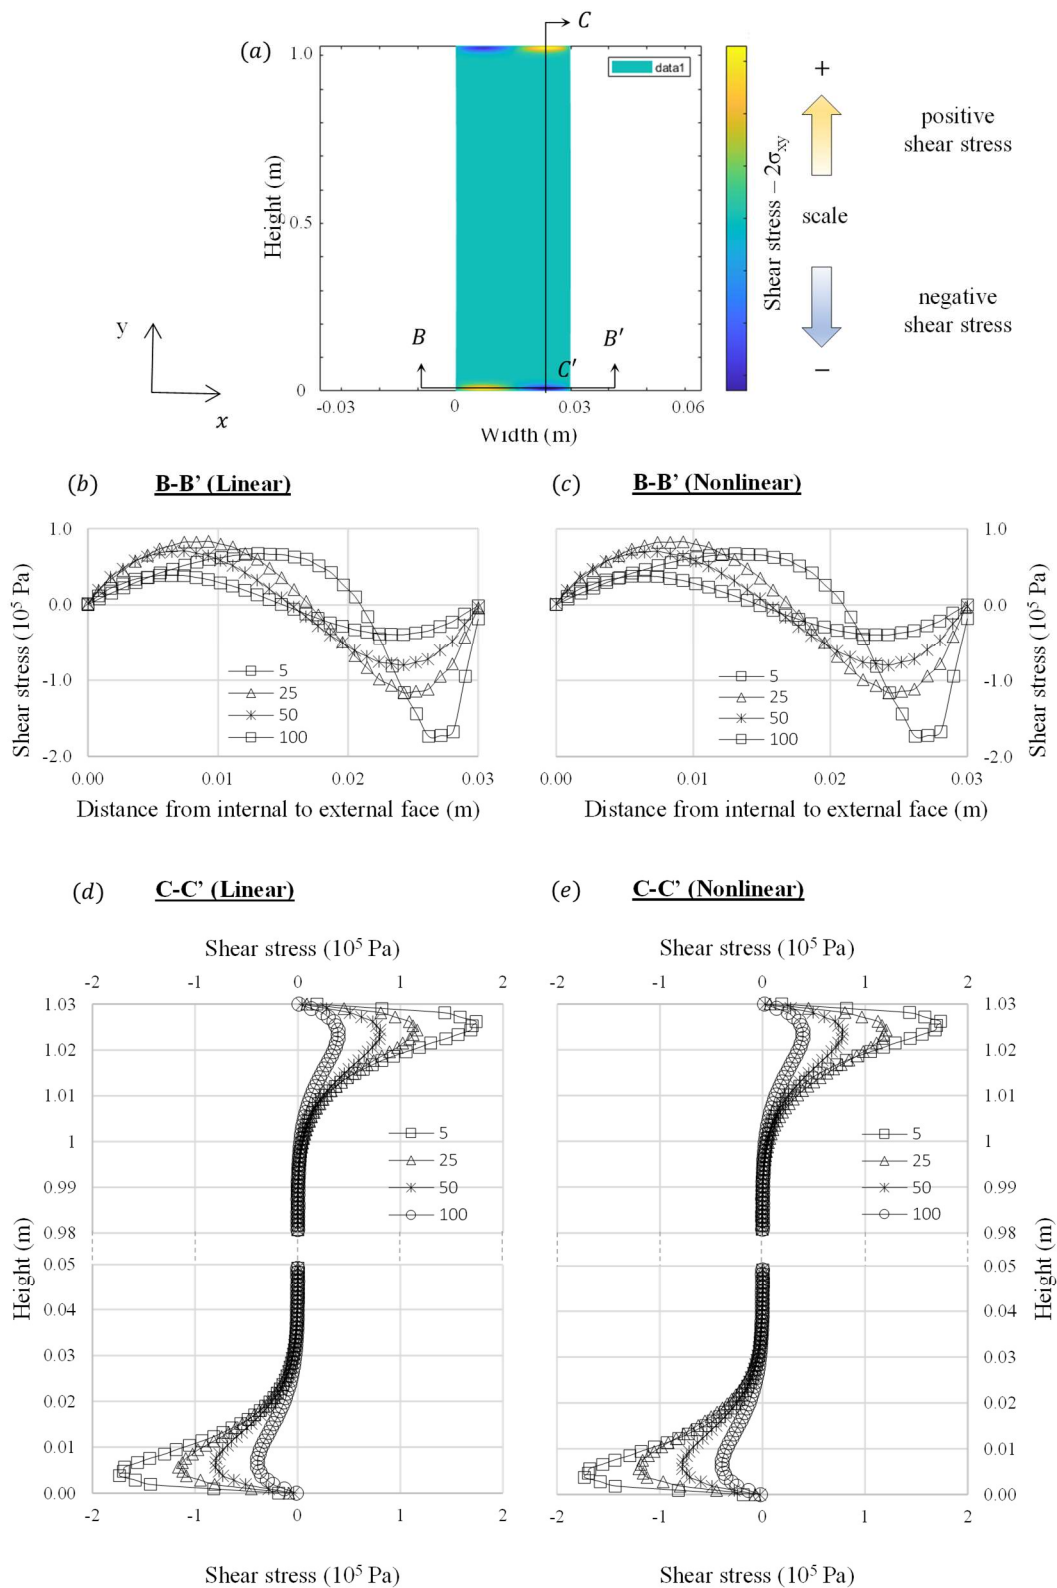 C
(a)
1.0
data1
+
positive
shear stress
Height (m)
0.5
Shear stress – 2σxy
scale
negative
shear stress
y
B
B′
C′
–
0
-0.03
0
0.03
0.06
x
Width (m)
(b) B-B’ (Linear)
(c) B-B’ (Nonlinear)
Shear stress (10⁵ Pa)
1.0
0.0
-1.0
-2.0
5
25
50
100
0.00 0.01 0.02 0.03
Distance from internal to external face (m)
5
25
50
100
0.00 0.01 0.02 0.03
Distance from internal to external face (m)
1.0
0.0
-1.0
-2.0
Shear stress (10⁵ Pa)
(d) C-C’ (Linear)
(e) C-C’ (Nonlinear)
Shear stress (10⁵ Pa)
-2 -1 0 1 2
1.03
1.02
1.01
1
0.99
0.98
5
25
50
100
Height (m)
0.05
0.04
0.03
0.02
0.01
0.00
-2 -1 0 1 2
Shear stress (10⁵ Pa)
Shear stress (10⁵ Pa)
-2 -1 0 1 2
1.03
1.02
1.01
1
0.99
0.98
5
25
50
100
0.05
0.04
0.03
0.02
0.01
0.00
Height (m)
-2 -1 0 1 2
Shear stress (10⁵ Pa)